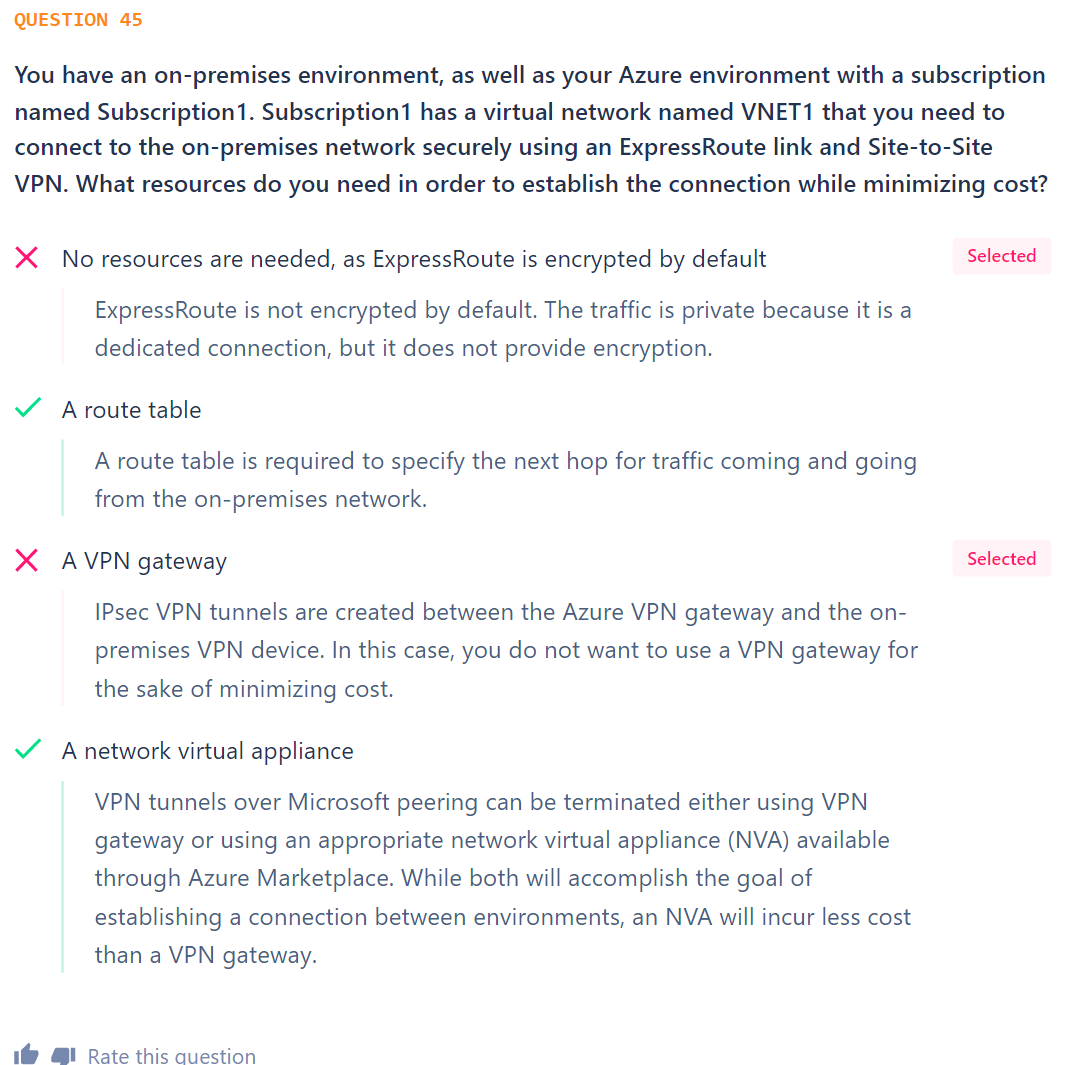 QUESTION 45
You have an on-premises environment, as well as your Azure environment with a subscription
named Subscription1. Subscription1 has a virtual network named VNET1 that you need to
connect to the on-premises network securely using an ExpressRoute link and Site-to-Site
VPN. What resources do you need in order to establish the connection while minimizing cost?
No resources are needed, as ExpressRoute is encrypted by default
Selected
ExpressRoute is not encrypted by default. The traffic is private because it is a
dedicated connection, but it does not provide encryption.
A route table
A route table is required to specify the next hop for traffic coming and going
from the on-premises network.
A VPN gateway
Selected
IPsec VPN tunnels are created between the Azure VPN gateway and the on-
premises VPN device. In this case, you do not want to use a VPN gateway for
the sake of minimizing cost.
A network virtual appliance
VPN tunnels over Microsoft peering can be terminated either using VPN
gateway or using an appropriate network virtual appliance (NVA) available
through Azure Marketplace. While both will accomplish the goal of
establishing a connection between environments, an NVA will incur less cost
than a VPN gateway.
Rate this question